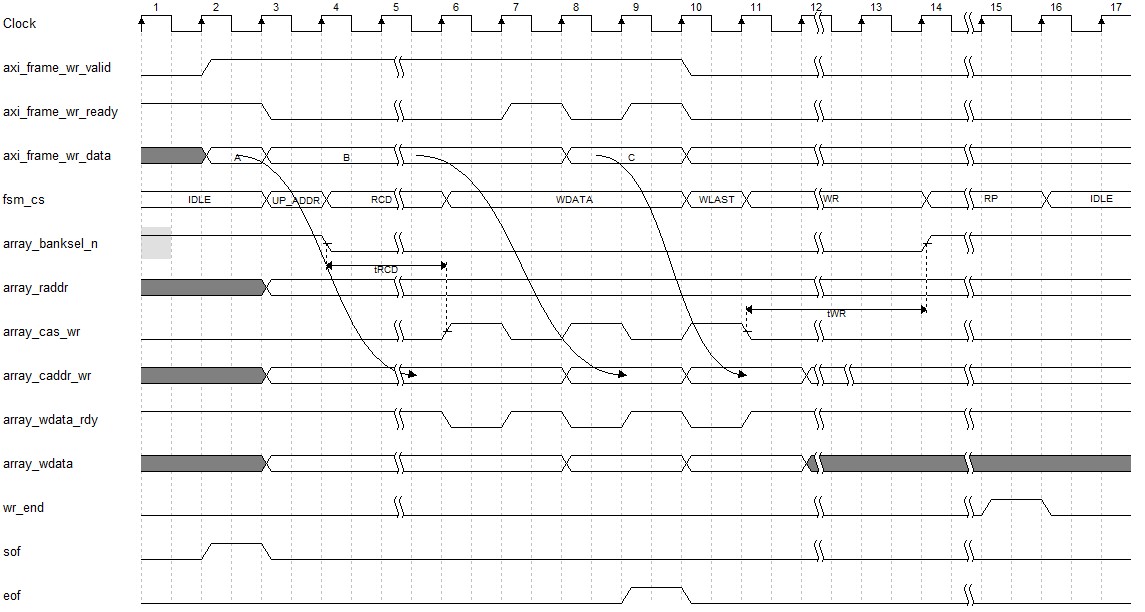 1 2 3 4 5 6 7 8 9 10 11 12 13 14 15 16 17
Clock
axi_frame_wr_valid
axi_frame_wr_ready
axi_frame_wr_data A B C
fsm_cs IDLE UP_ADDR RCD WDATA WLAST WR RP IDLE
array_banksel_n
tRCD
array_raddr
tWR
array_cas_wr
array_caddr_wr
array_wdata_rdy
array_wdata
wr_end
sof
eof